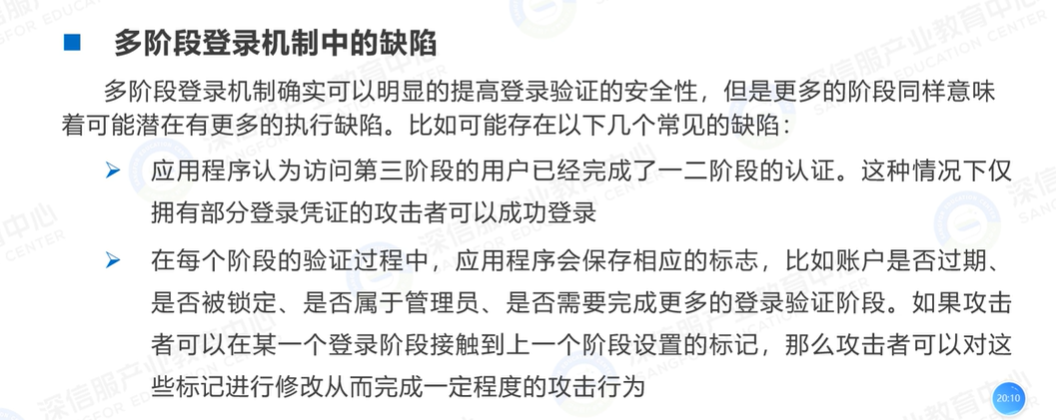 ■ 多阶段登录机制中的缺陷
多阶段登录机制确实可以明显的提高登录验证的安全性，但是更多的阶段同样意味
着可能潜在有更多的执行缺陷。比如可能存在以下几个常见的缺陷：
➢ 应用程序认为访问第三阶段的用户已经完成了一二阶段的认证。这种情况下仅
拥有部分登录凭证的攻击者可以成功登录
➢ 在每个阶段的验证过程中，应用程序会保存相应的标志，比如账户是否过期、
是否被锁定、是否属于管理员、是否需要完成更多的登录验证阶段。如果攻击
者可以在某一个登录阶段接触到上一个阶段设置的标记，那么攻击者可以对这
些标记进行修改从而完成一定程度的攻击行为
20:10
深信服产业教育中心
SANGFOR EDUCATION CENTER